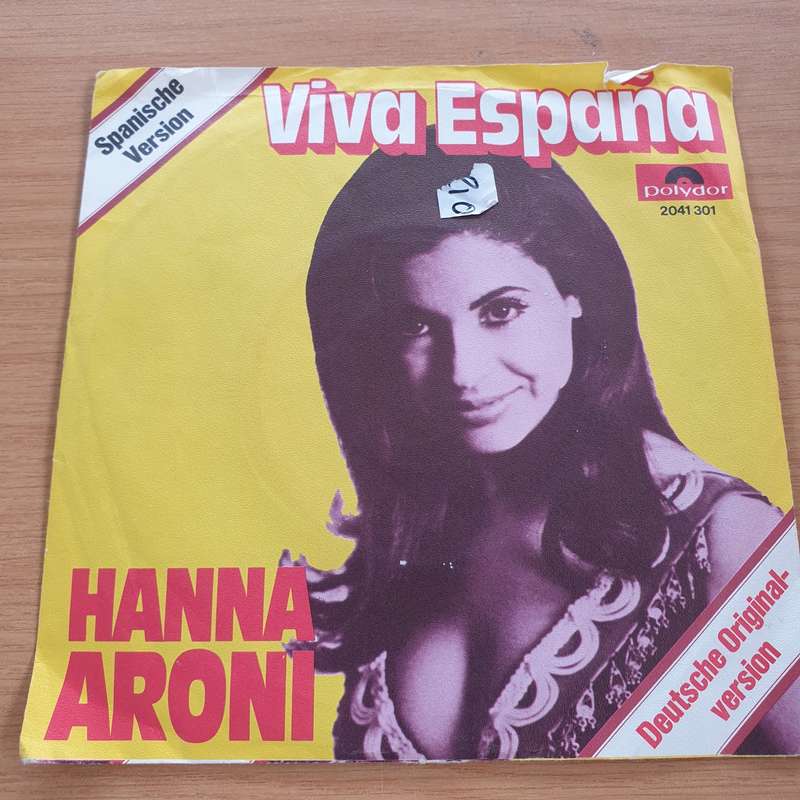 Spanische
Version
Viva España
polydor
2041 301
HANNA
ARONI
Deutsche Original-
version